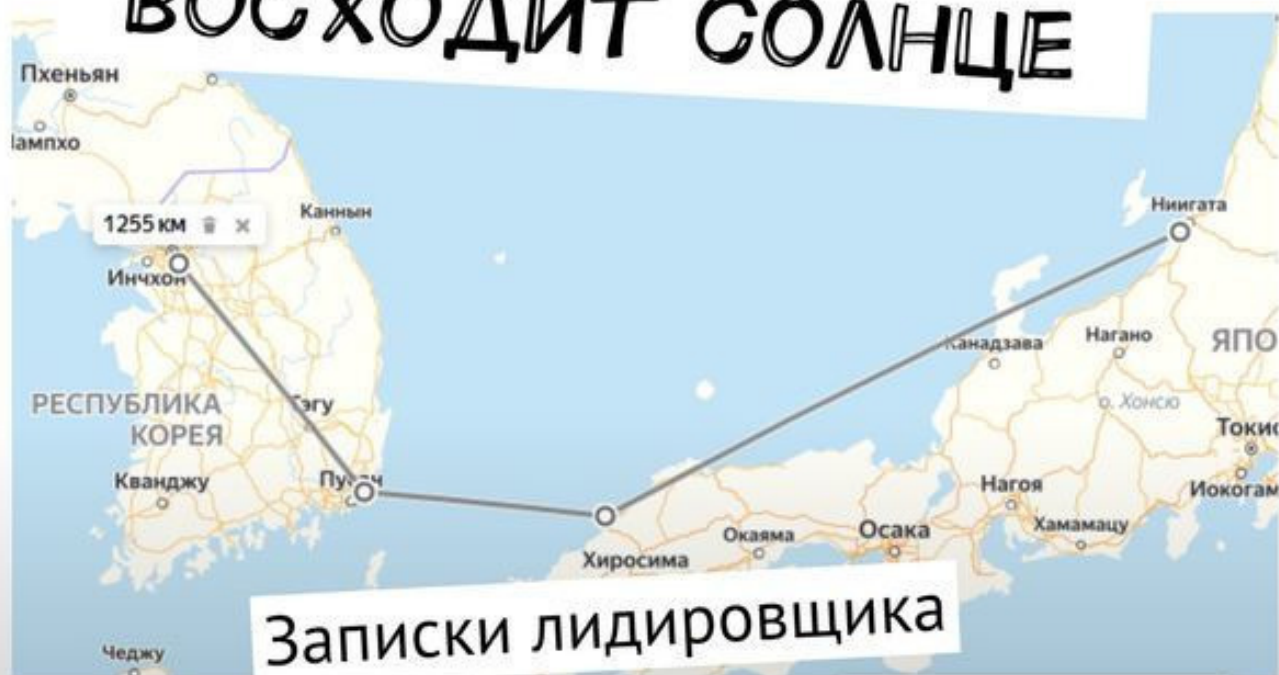 ВОСХОДИТ СОЛНЦЕ
Пхеньян
1255 км
Каннын
Инчхон
Ниигата
Канадзава
Нагано
РЕСПУБЛИКА
КОРЕЯ
о. Хонсю
Кванджу
Нагоя
Хамамацу
Окаяма
Осака
Хиросима
Записки лидировщика
Чеджу